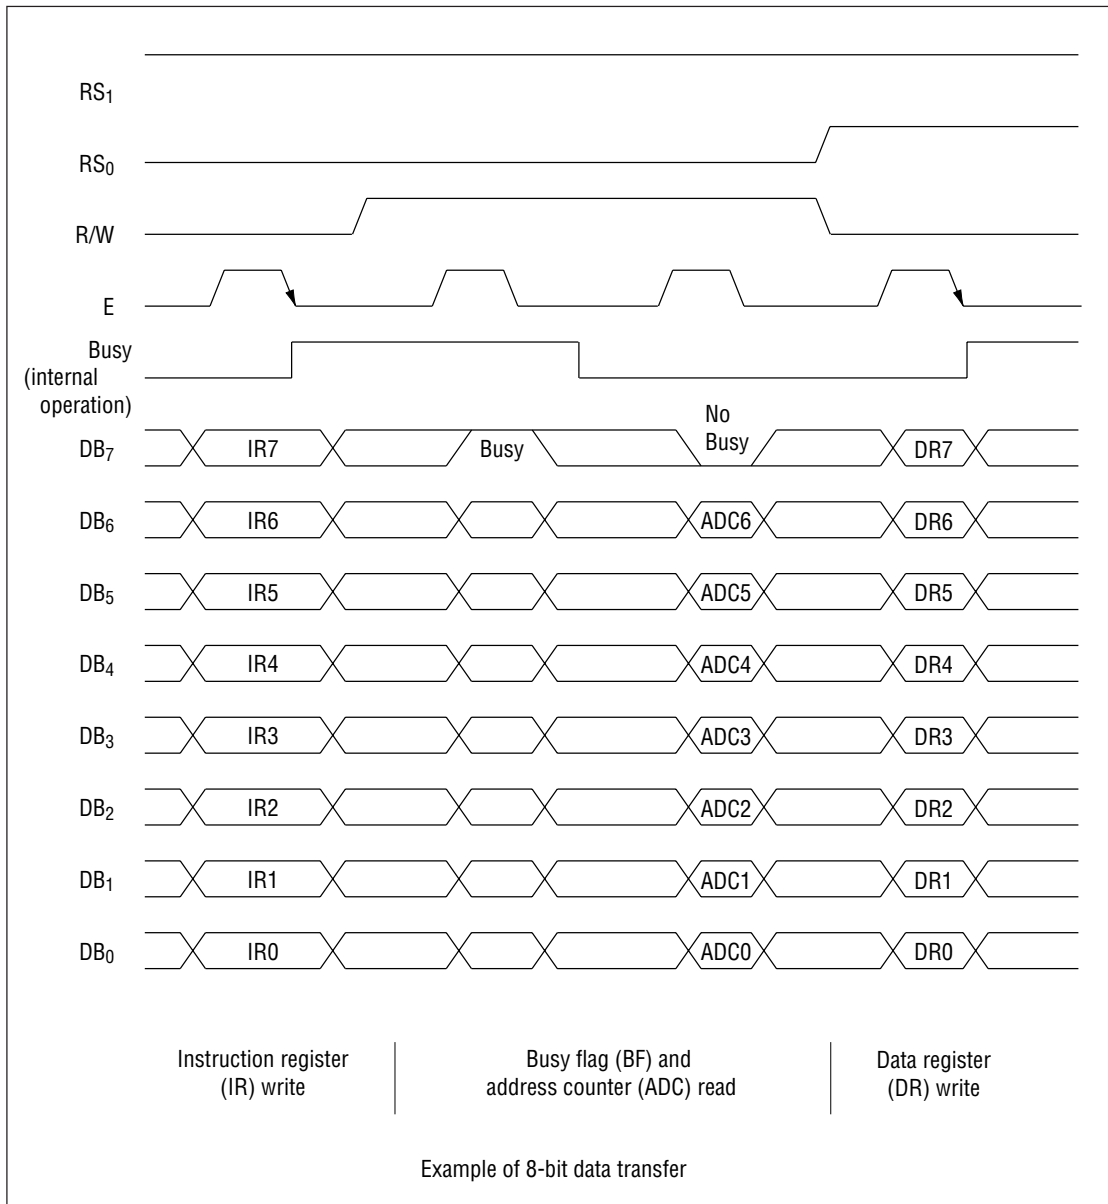 RS1
RS0
R/W
E
Busy
(internal
operation)
No
Busy
DB7 IR7 Busy DR7
DB6 IR6 ADC6 DR6
DB5 IR5 ADC5 DR5
DB4 IR4 ADC4 DR4
DB3 IR3 ADC3 DR3
DB2 IR2 ADC2 DR2
DB1 IR1 ADC1 DR1
DB0 IR0 ADC0 DR0
Instruction register
(IR) write
Busy flag (BF) and
address counter (ADC) read
Data register
(DR) write
Example of 8-bit data transfer